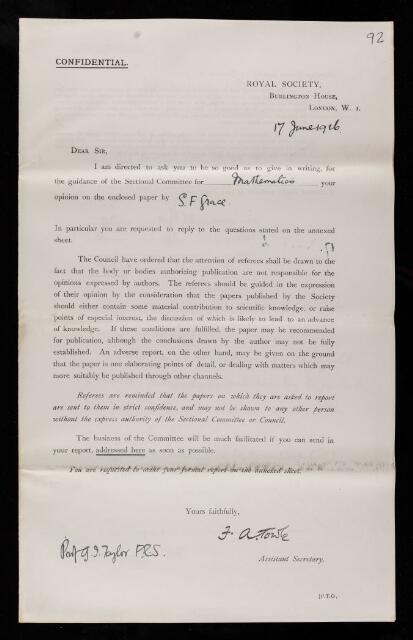 92
CONFIDENTIAL.
ROYAL SOCIETY,
BURLINGTON HOUSE,
LONDON, W. 1.
17 June 1926
DEAR SIR,
I am directed to ask you to be so good as to give in writing, for
the guidance of the Sectional Committee for Mathematics your
opinion on the enclosed paper by S. F. Grace.
In particular you are requested to reply to the questions stated on the annexed
sheet.
The Council have ordered that the attention of referees shall be drawn to the
fact that the body or bodies authorizing publication are not responsible for the
opinions expressed by authors. The referees should be guided in the expression
of their opinion by the consideration that the papers published by the Society
should either contain some material contribution to scientific knowledge, or raise
points of especial interest, the discussion of which is likely to lead to an advance
of knowledge. If these conditions are fulfilled, the paper may be recommended
for publication, although the conclusions drawn by the author may not be fully
established. An adverse report, on the other hand, may be given on the ground
that the paper is one elaborating points of detail, or dealing with matters which may
more suitably be published through other channels.
Referees are reminded that the papers on which they are asked to report
are sent to them in strict confidence, and may not be shown to any other person
without the express authority of the Sectional Committee or Council.
The business of the Committee will be much facilitated if you can send in
your report, addressed here as soon as possible.
You are requested to make your formal report on the annexed sheet.
Yours faithfully,
F. A. Towle
Assistant Secretary.
Prof G. I. Taylor F.R.S.
[P.T.O.